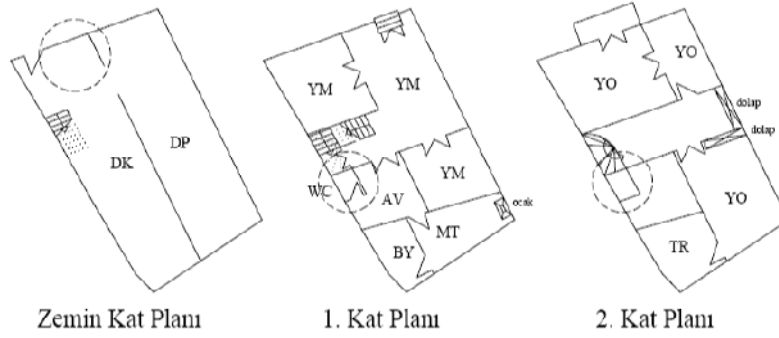 DK
DP
Zemin Kat Planı
YM
YM
WC
AV
YM
BY
MT
ocak
1. Kat Planı
YO
YO
dolap
dolap
YO
TR
2. Kat Planı